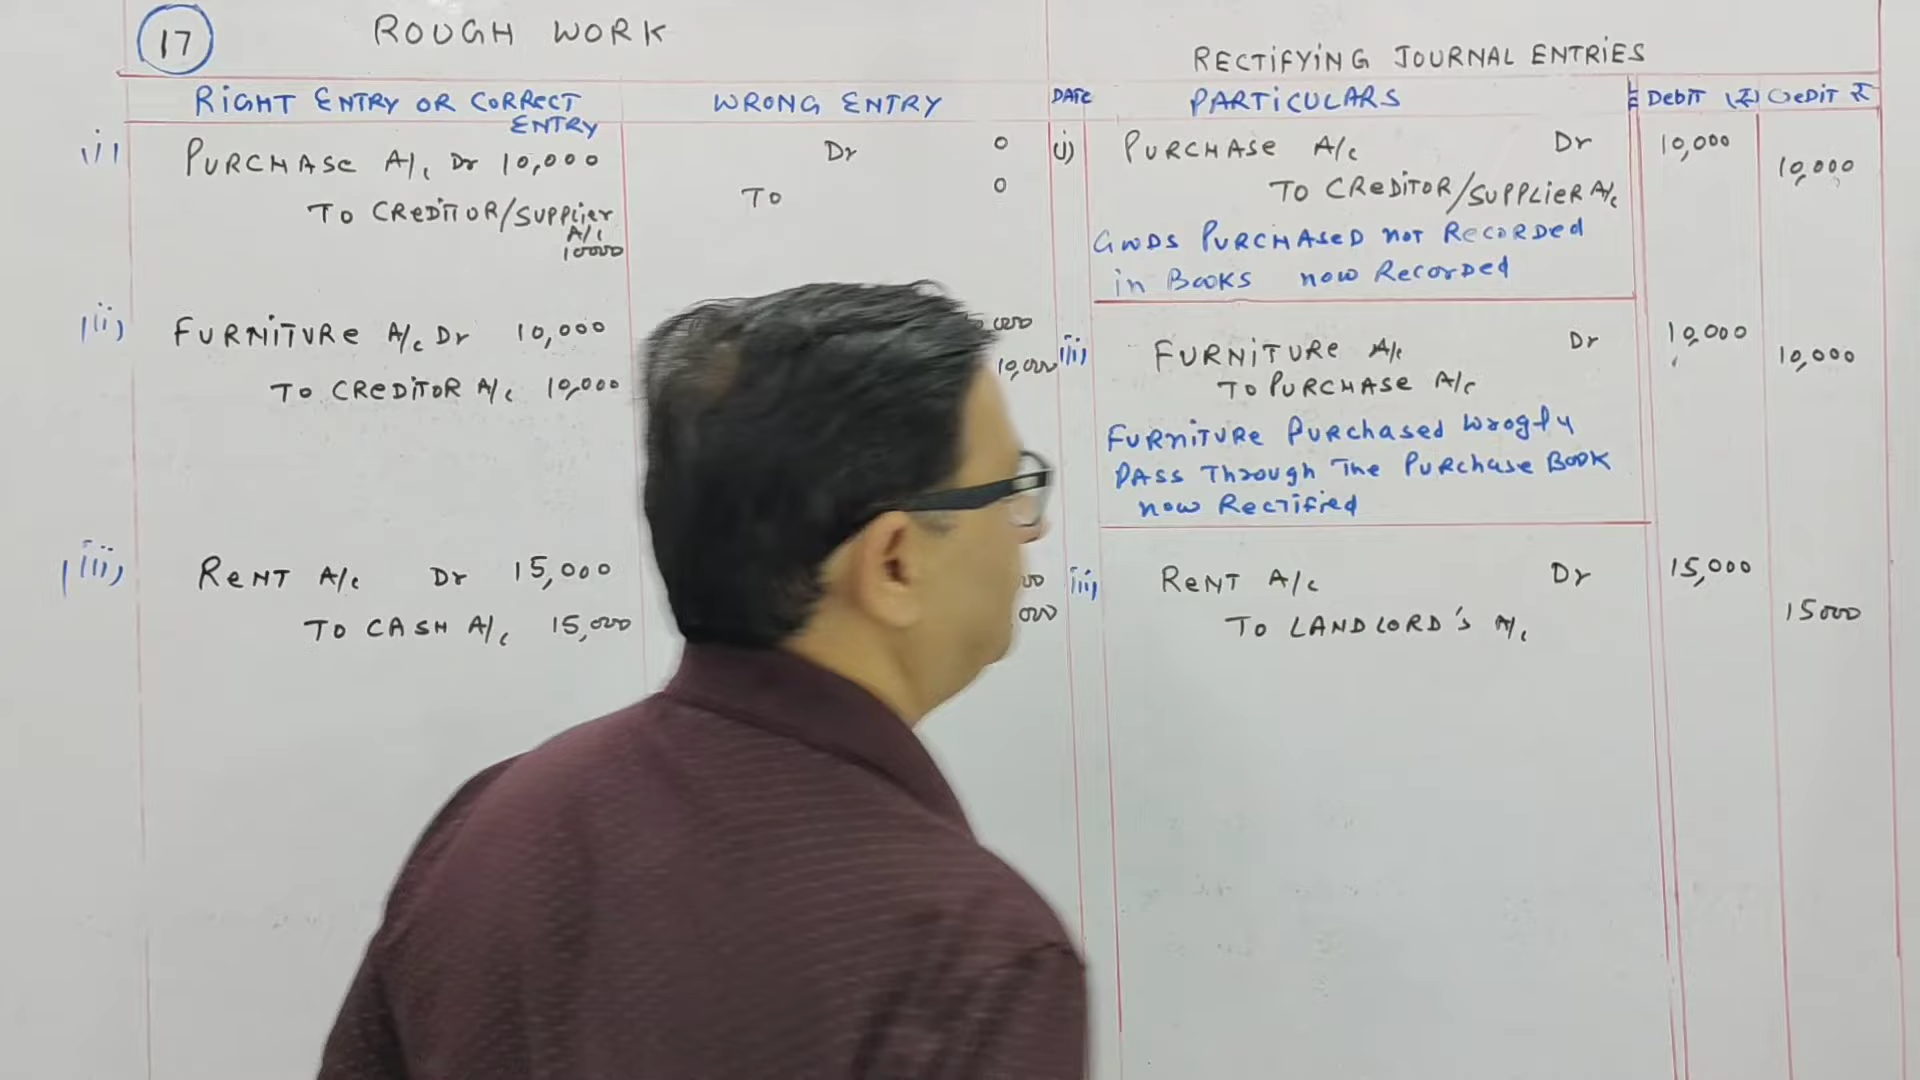 17
ROUGH WORK
RIGHT ENTRY OR CORRECT
ENTRY
WRONG ENTRY
i)
PURCHASE A/c Dr 10,000
TO CREDITOR/SUPPLIER
A/c
10000
Dr 0
TO 0
ii)
FURNITURE A/c Dr 10,000
TO CREDITOR A/c 10,000
10,000
iii)
RENT A/c Dr 15,000
TO CASH A/c 15,000
RECTIFYING JOURNAL ENTRIES
DATE PARTICULARS Debit (₹) Credit ₹
(i) PURCHASE A/c Dr 10,000
TO CREDITOR/SUPPLIER A/c 10,000
GOODS PURCHASED NOT RECORDED
in BOOKS now Recorded
ii) FURNITURE A/c Dr 10,000
TO PURCHASE A/c 10,000
FURNITURE PURCHASED Wrogly
PASS Through The PURCHASE BOOK
now Rectified
iii) RENT A/c Dr 15,000
TO LANDLORD'S A/c 15000